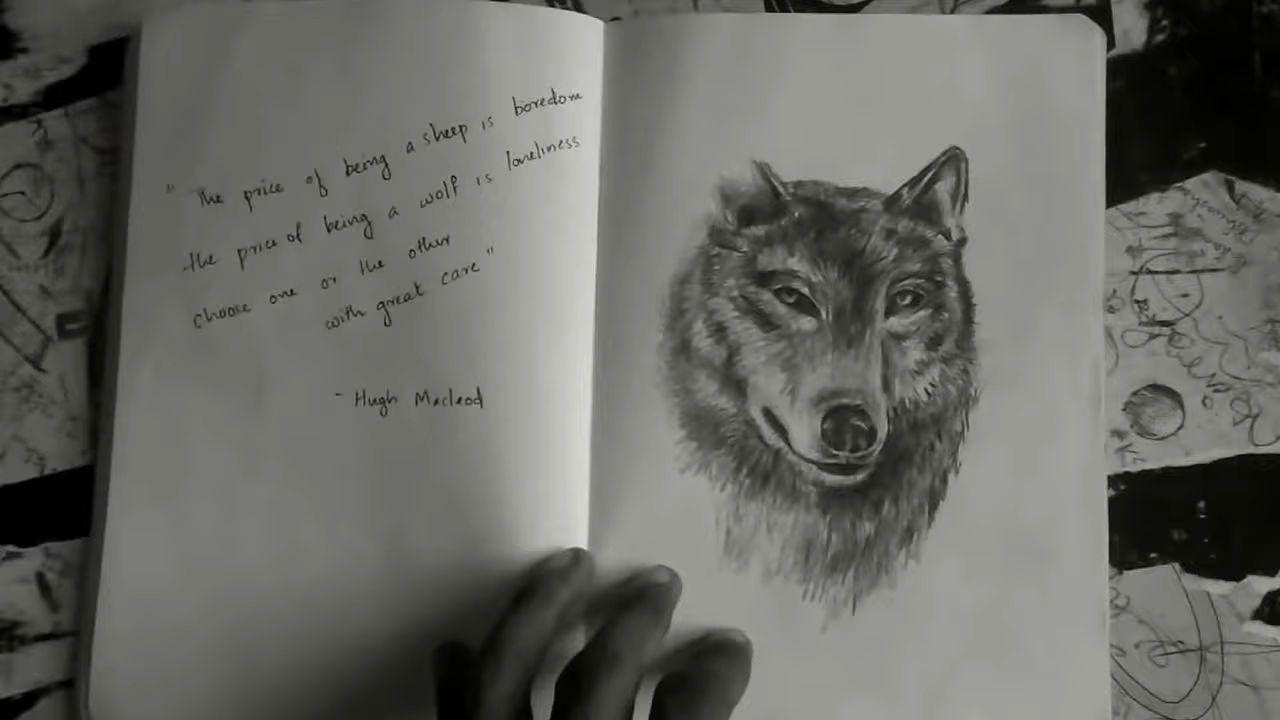 " The price of being a sheep is boredom
the price of being a wolf is loneliness
choose one or the other
with great care "
- Hugh Macleod